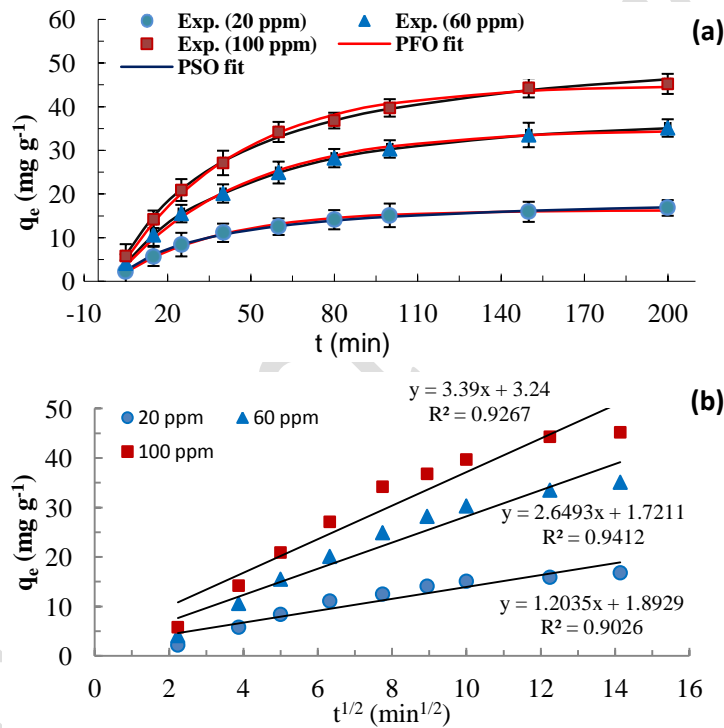 Exp. (20 ppm) Exp. (60 ppm)
Exp. (100 ppm) PFO fit
PSO fit
(a)
60
50
40
30
20
10
0
qe (mg g-1)
-10 20 50 80 110 140 170 200
t (min)
(b)
y = 3.39x + 3.24
R² = 0.9267
20 ppm 60 ppm
100 ppm
y = 2.6493x + 1.7211
R² = 0.9412
y = 1.2035x + 1.8929
R² = 0.9026
50
40
30
20
10
0
qe (mg g-1)
0 2 4 6 8 10 12 14 16
t1/2 (min1/2)